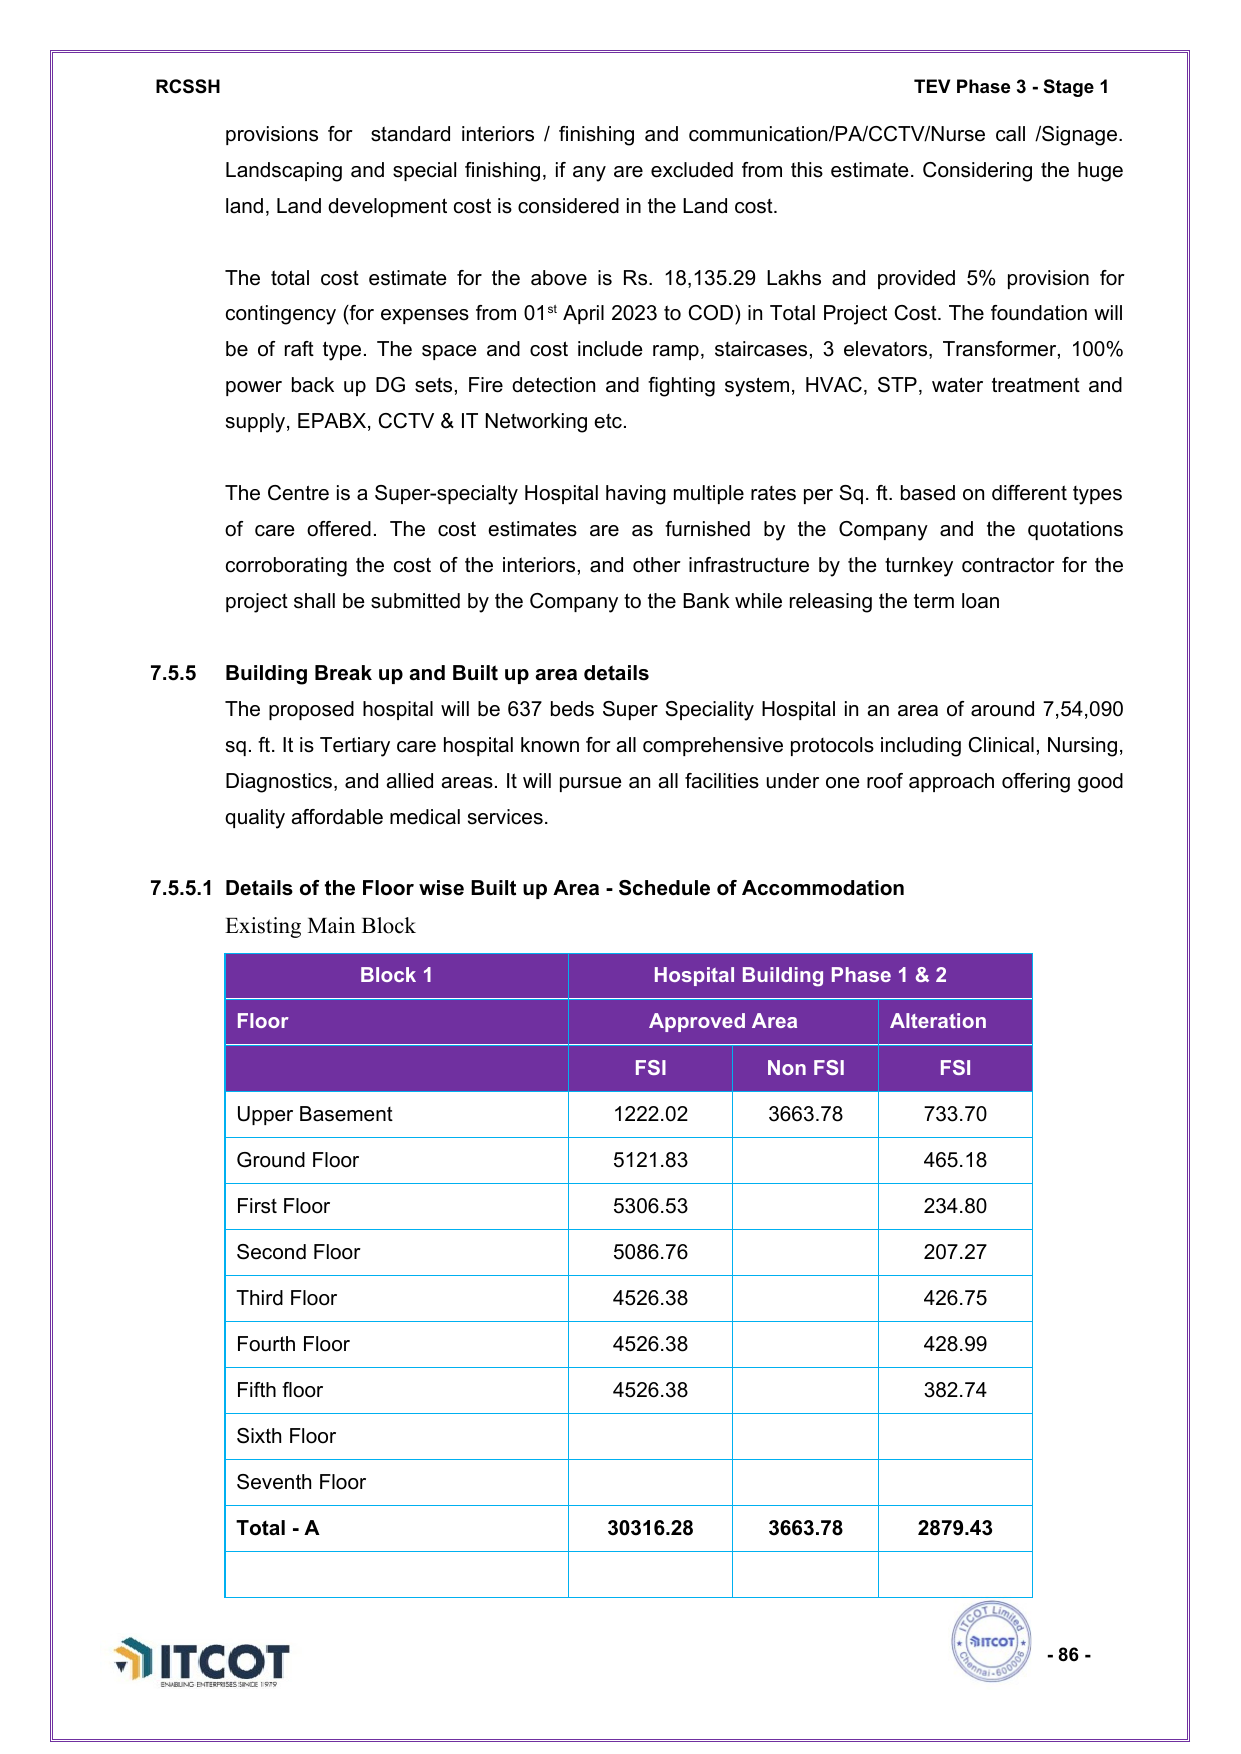 RCSSH TEV Phase 3 - Stage 1
provisions for standard interiors / finishing and communication/PA/CCTV/Nurse call /Signage.
Landscaping and special finishing, if any are excluded from this estimate. Considering the huge
land, Land development cost is considered in the Land cost.
The total cost estimate for the above is Rs. 18,135.29 Lakhs and provided 5% provision for
contingency (for expenses from 01st April 2023 to COD) in Total Project Cost. The foundation will
be of raft type. The space and cost include ramp, staircases, 3 elevators, Transformer, 100%
power back up DG sets, Fire detection and fighting system, HVAC, STP, water treatment and
supply, EPABX, CCTV & IT Networking etc.
The Centre is a Super-specialty Hospital having multiple rates per Sq. ft. based on different types
of care offered. The cost estimates are as furnished by the Company and the quotations
corroborating the cost of the interiors, and other infrastructure by the turnkey contractor for the
project shall be submitted by the Company to the Bank while releasing the term loan
7.5.5 Building Break up and Built up area details
The proposed hospital will be 637 beds Super Speciality Hospital in an area of around 7,54,090
sq. ft. It is Tertiary care hospital known for all comprehensive protocols including Clinical, Nursing,
Diagnostics, and allied areas. It will pursue an all facilities under one roof approach offering good
quality affordable medical services.
7.5.5.1 Details of the Floor wise Built up Area - Schedule of Accommodation
Existing Main Block
Block 1 Hospital Building Phase 1 & 2
Floor Approved Area Alteration
FSI Non FSI FSI
Upper Basement 1222.02 3663.78 733.70
Ground Floor 5121.83 465.18
First Floor 5306.53 234.80
Second Floor 5086.76 207.27
Third Floor 4526.38 426.75
Fourth Floor 4526.38 428.99
Fifth floor 4526.38 382.74
Sixth Floor
Seventh Floor
Total - A 30316.28 3663.78 2879.43
ITCOT
ENABLING ENTERPRISES SINCE 1979
ITCOT Limited
ITCOT
Chennai-600006
- 86 -